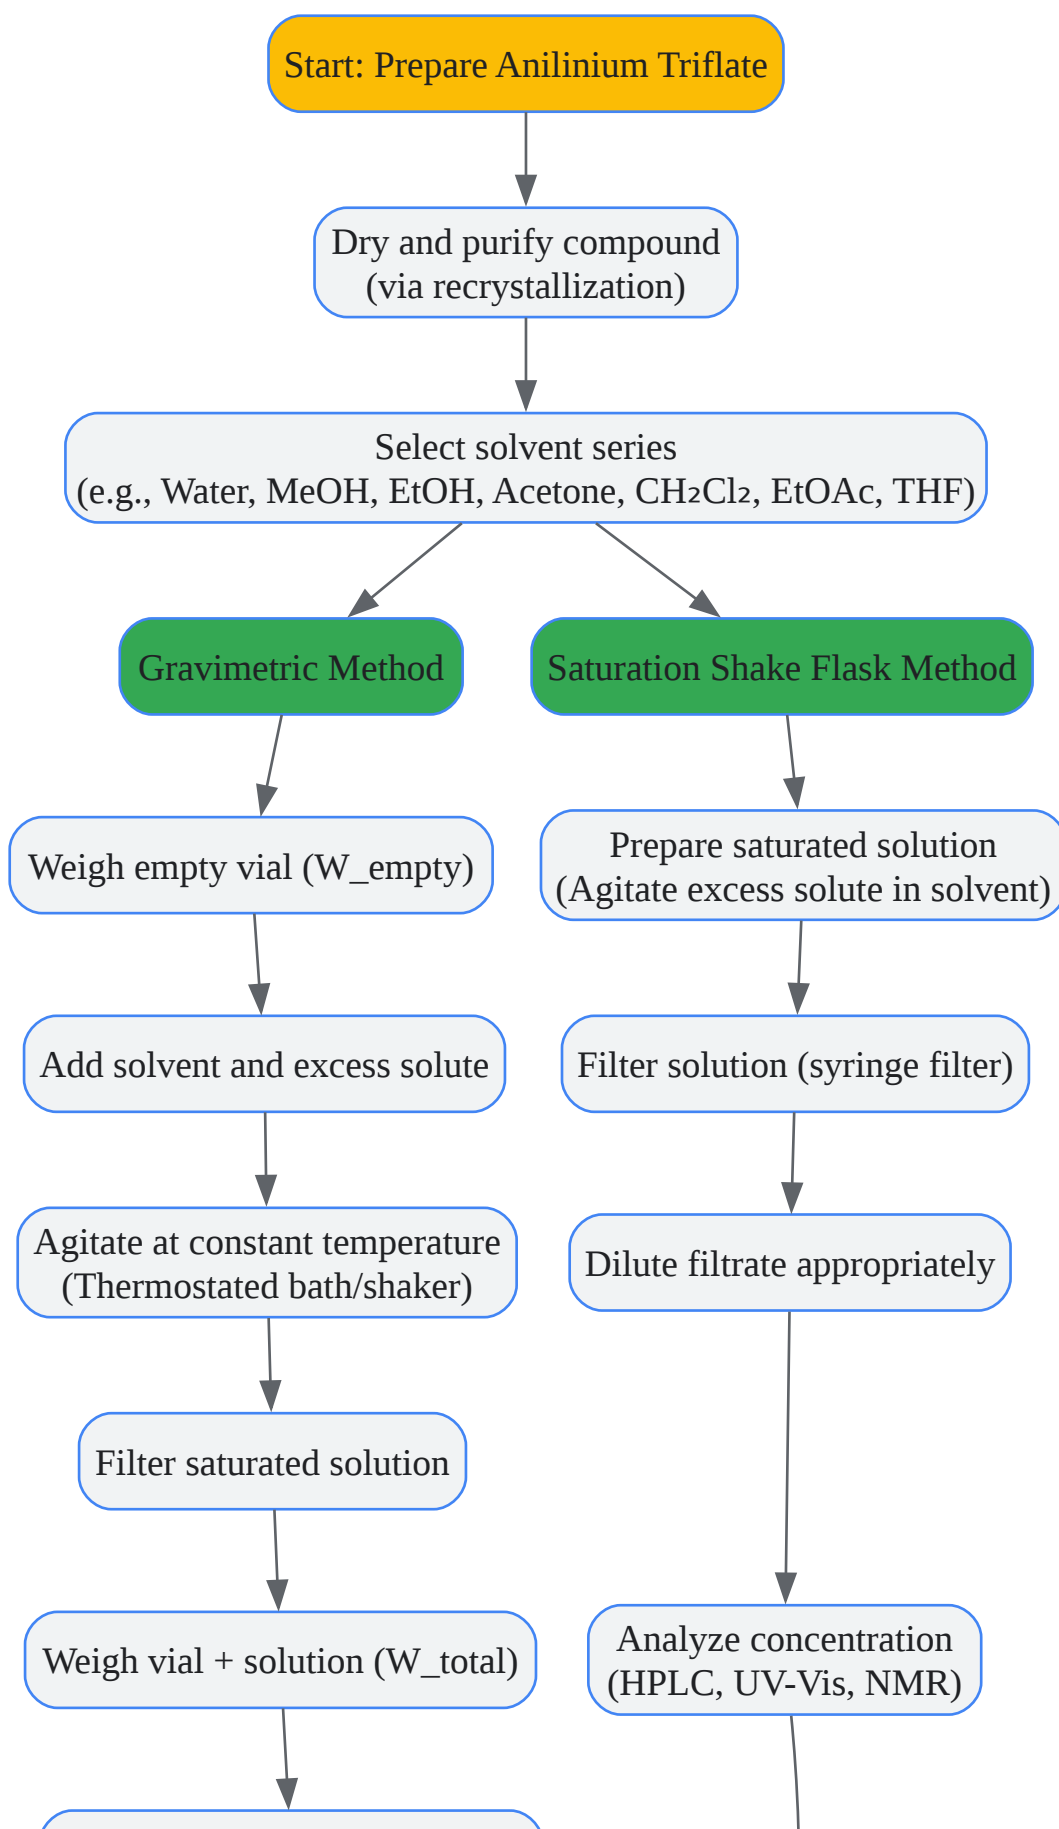 Start: Prepare Anilinium Triflate
Dry and purify compound
(via recrystallization)
Select solvent series
(e.g., Water, MeOH, EtOH, Acetone, CH₂Cl₂, EtOAc, THF)
Gravimetric Method
Saturation Shake Flask Method
Weigh empty vial (W_empty)
Prepare saturated solution
(Agitate excess solute in solvent)
Add solvent and excess solute
Filter solution (syringe filter)
Agitate at constant temperature
(Thermostated bath/shaker)
Dilute filtrate appropriately
Filter saturated solution
Weigh vial + solution (W_total)
Analyze concentration
(HPLC, UV-Vis, NMR)